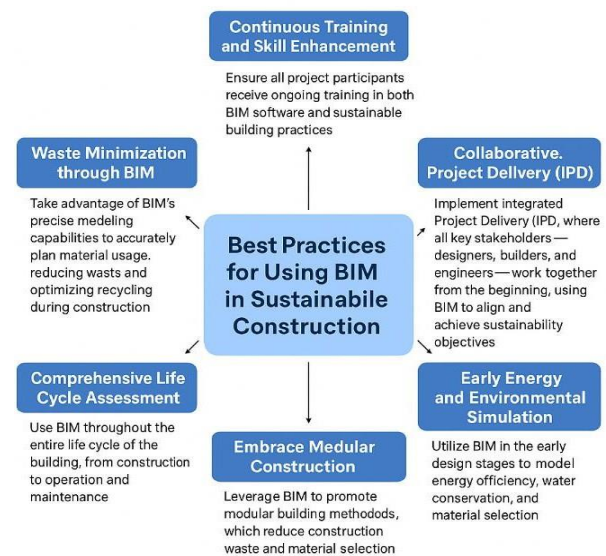 Continuous Training
and Skill Enhancement
Ensure all project participants
receive ongoing training in both
BIM software and sustainable
building practices
Waste Minimization
through BIM
Take advantage of BIM's
precise medeling
capabilities to accurately
plan material usage.
reducing wasts and
optimizing recycling
during construction
Collaborative.
Project Dellvery (IPD)
Implement integrated
Project Delivery (IPD, where
all key stakeholders—
designers, builders, and
engineers—work together
from the beginning, using
BIM to align and
achieve sustainability
objectives
Best Practices
for Using BIM
in Sustainabile
Construction
Comprehensive Life
Cycle Assessment
Use BIM throughout the
entire life cycle of the
building, from construction
to operation and
maintenance
Embrace Medular
Construction
Leverage BIM to promote
modular building methodods,
which reduce construction
waste and material selection
Early Energy
and Environmental
Simulation
Utilize BIM in the early
design stages to model
energy efficiency, water
conservation, and
material selection